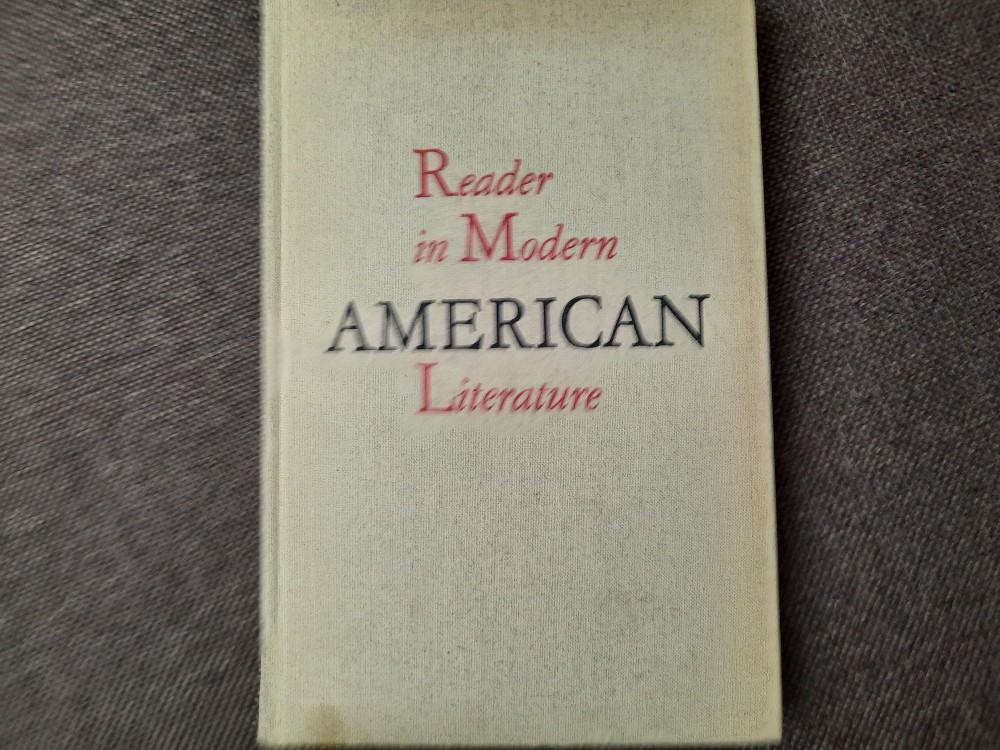 Reader
in Modern
AMERICAN
Literature